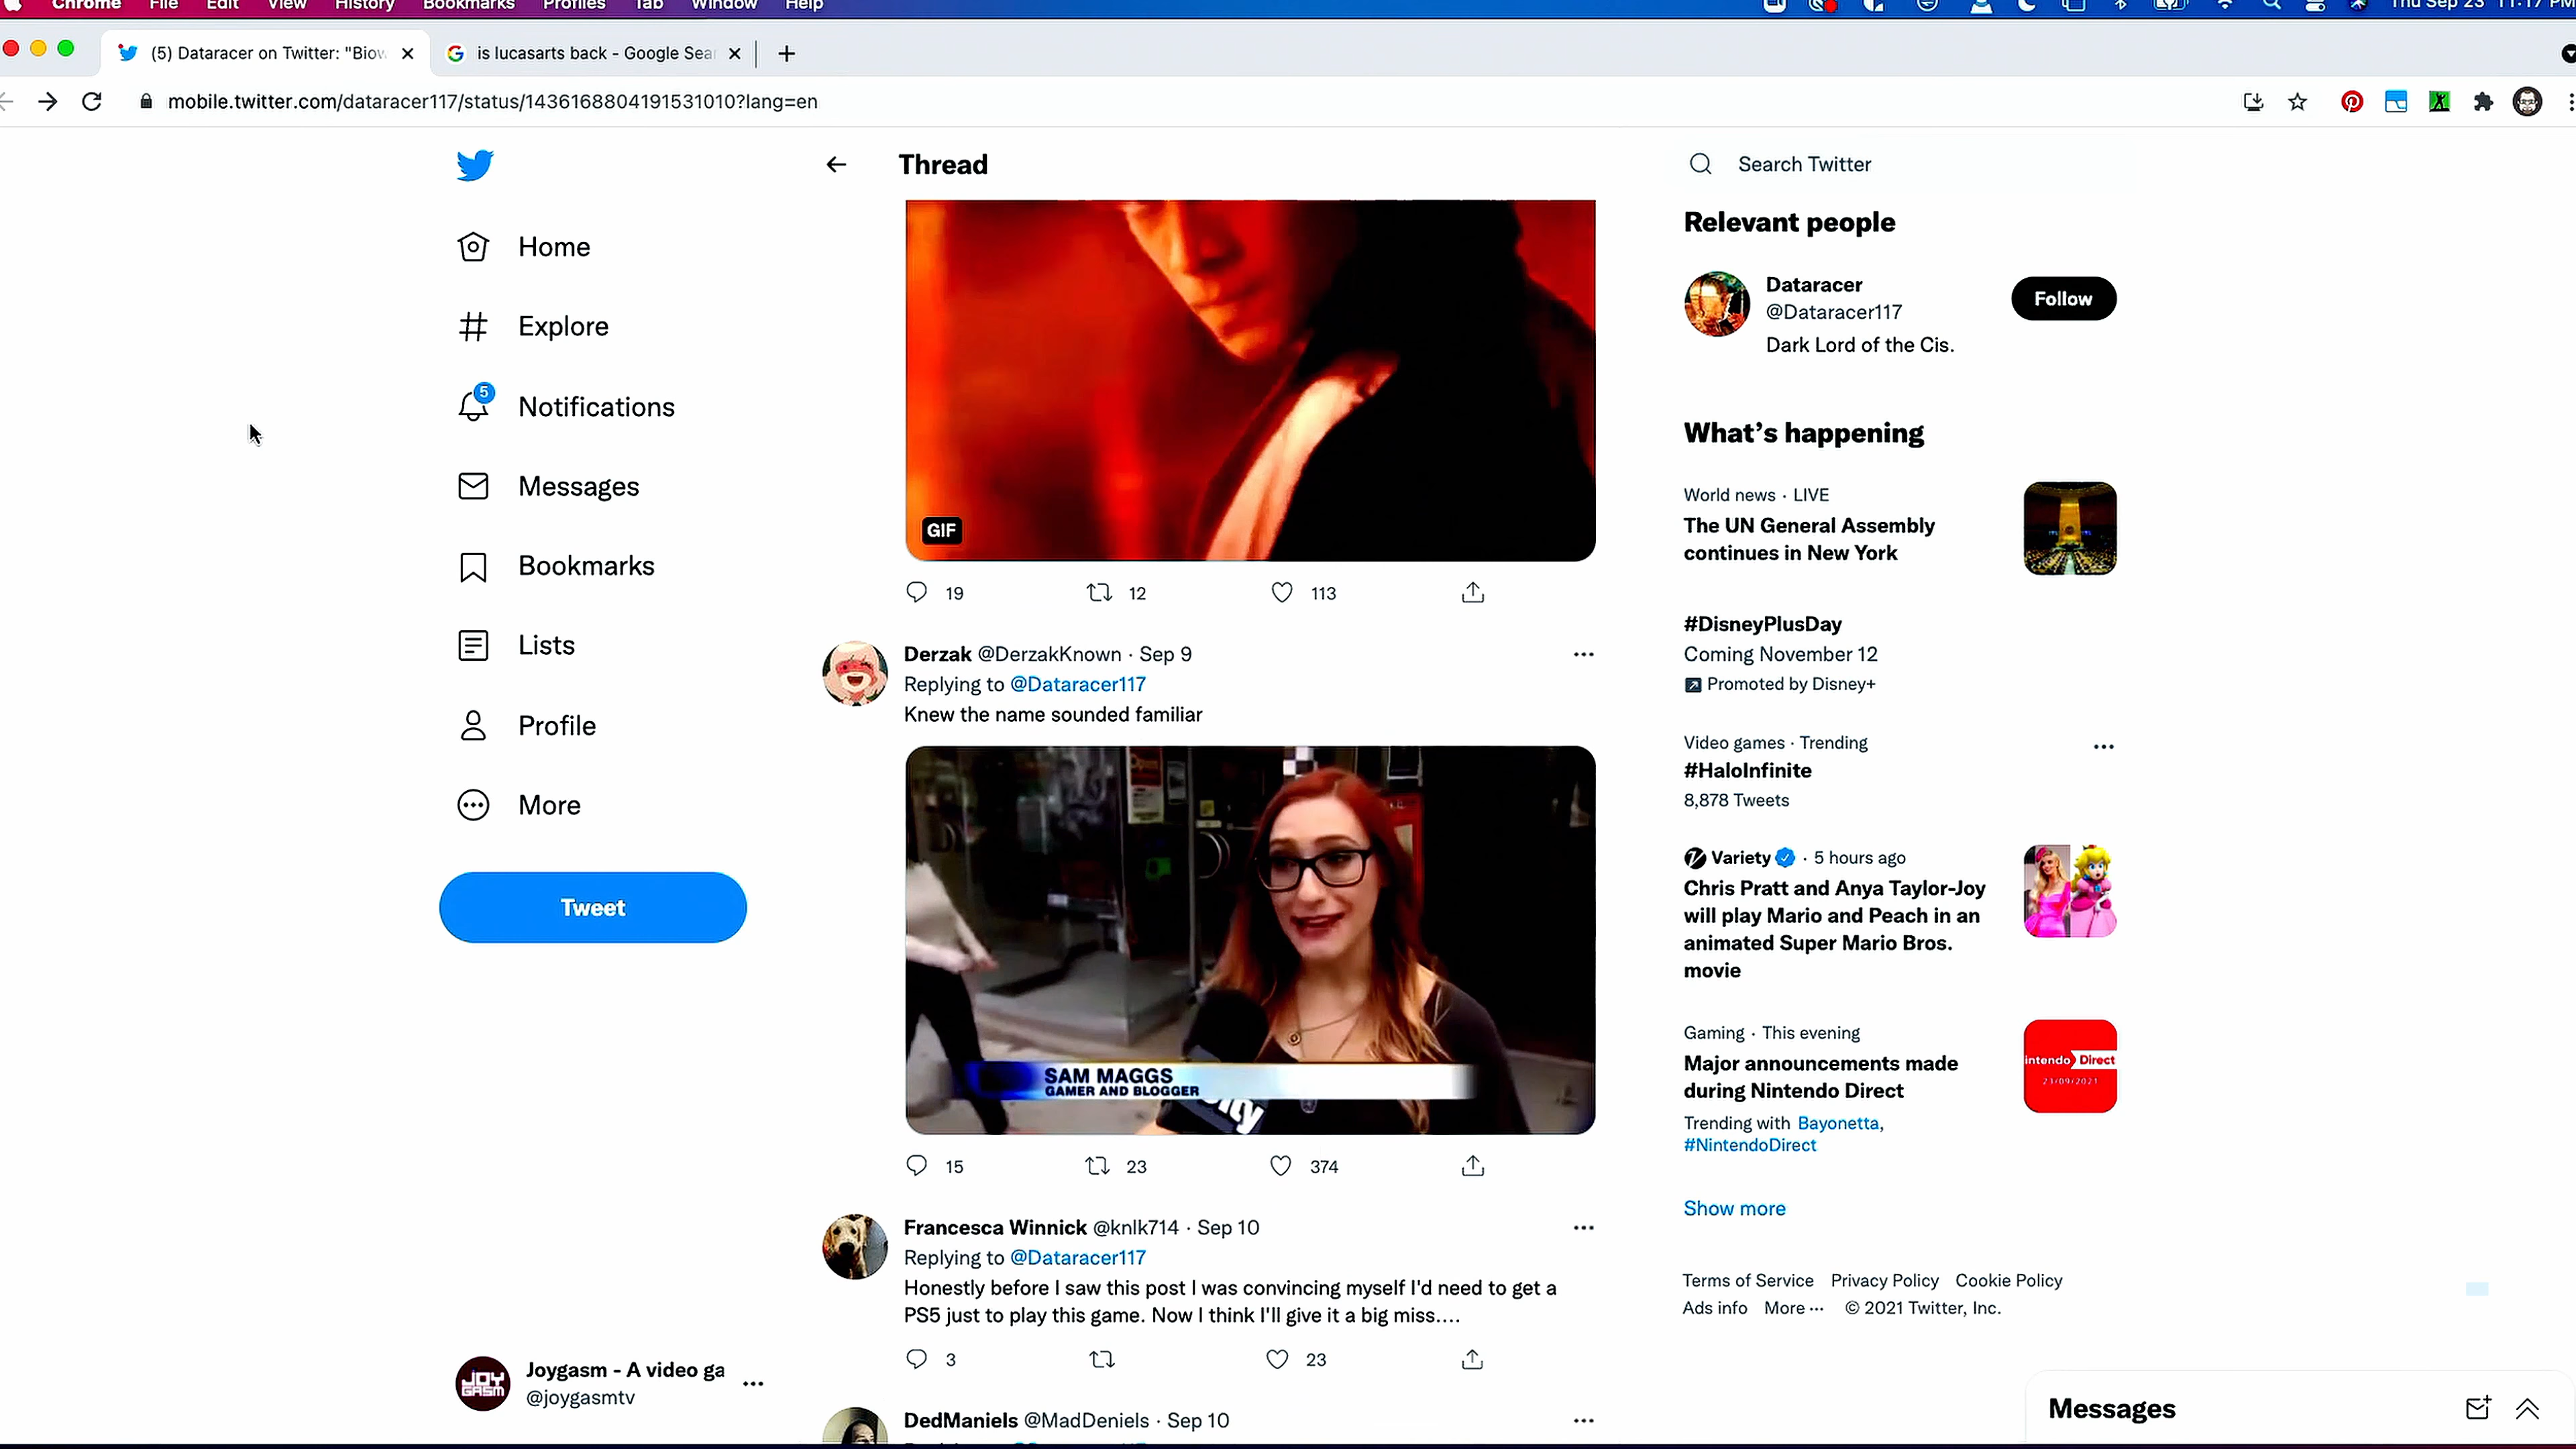 Chrome File Edit View History Bookmarks Profiles Tab Window Help Thu Sep 23 11:17 PM
(5) Dataracer on Twitter: "Biow
is lucasarts back - Google Sear
mobile.twitter.com/dataracer117/status/1436168804191531010?lang=en
Home
Explore
5
Notifications
Messages
Bookmarks
Lists
Profile
More
Tweet
Joygasm - A video ga
@joygasmtv
JOY
GASM
Thread
GIF
19 12 113
Derzak @DerzakKnown · Sep 9
Replying to @Dataracer117
Knew the name sounded familiar
SAM MAGGS
GAMER AND BLOGGER
15 23 374
Francesca Winnick @knlk714 · Sep 10
Replying to @Dataracer117
Honestly before I saw this post I was convincing myself I'd need to get a
PS5 just to play this game. Now I think I'll give it a big miss....
3 23
DedManiels @MadDeniels · Sep 10
Search Twitter
Relevant people
Dataracer
@Dataracer117
Follow
Dark Lord of the Cis.
What's happening
World news · LIVE
The UN General Assembly
continues in New York
#DisneyPlusDay
Coming November 12
Promoted by Disney+
Video games · Trending
#HaloInfinite
8,878 Tweets
Variety · 5 hours ago
Chris Pratt and Anya Taylor-Joy
will play Mario and Peach in an
animated Super Mario Bros.
movie
Gaming · This evening
Major announcements made
during Nintendo Direct
intendo Direct
23/09/2021
Trending with Bayonetta,
#NintendoDirect
Show more
Terms of Service Privacy Policy Cookie Policy
Ads info More ··· © 2021 Twitter, Inc.
Messages